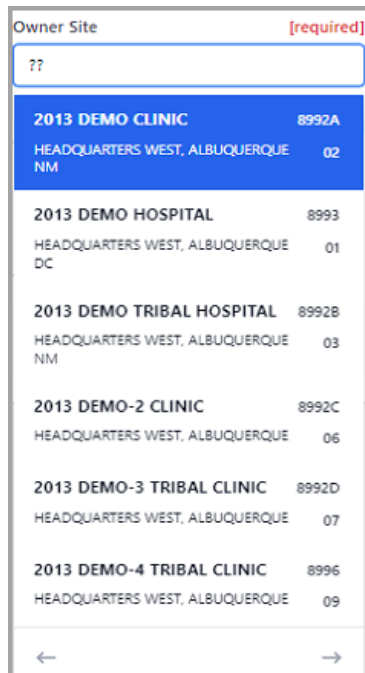 Owner Site [required]
??
2013 DEMO CLINIC 8992A
HEADQUARTERS WEST, ALBUQUERQUE 02
NM
2013 DEMO HOSPITAL 8993
HEADQUARTERS WEST, ALBUQUERQUE 01
DC
2013 DEMO TRIBAL HOSPITAL 8992B
HEADQUARTERS WEST, ALBUQUERQUE 03
NM
2013 DEMO-2 CLINIC 8992C
HEADQUARTERS WEST, ALBUQUERQUE 06
2013 DEMO-3 TRIBAL CLINIC 8992D
HEADQUARTERS WEST, ALBUQUERQUE 07
2013 DEMO-4 TRIBAL CLINIC 8996
HEADQUARTERS WEST, ALBUQUERQUE 09
← →